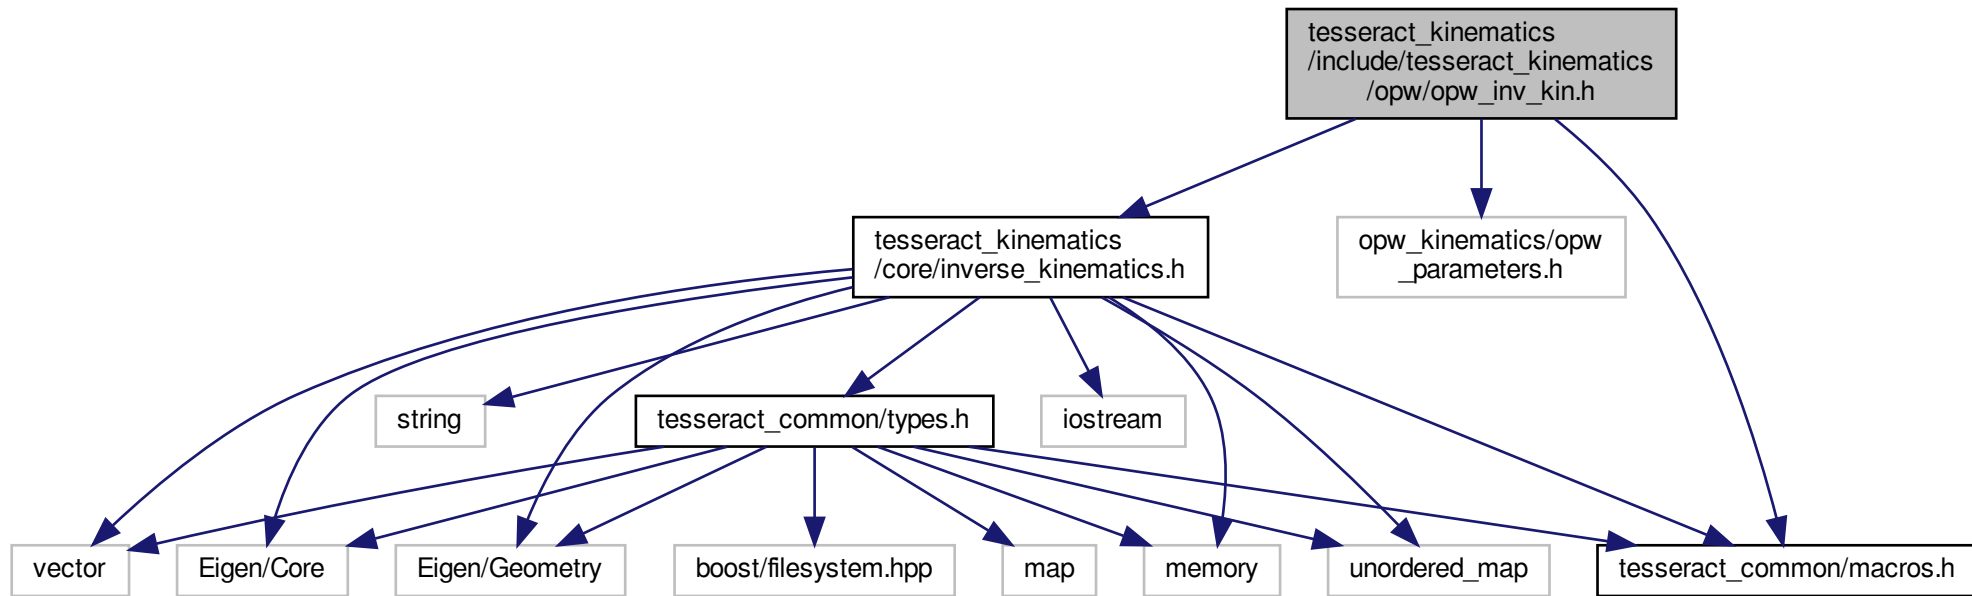 tesseract_kinematics
/include/tesseract_kinematics
/opw/opw_inv_kin.h
tesseract_kinematics
/core/inverse_kinematics.h
opw_kinematics/opw
_parameters.h
string
tesseract_common/types.h
iostream
vector
Eigen/Core
Eigen/Geometry
boost/filesystem.hpp
map
memory
unordered_map
tesseract_common/macros.h